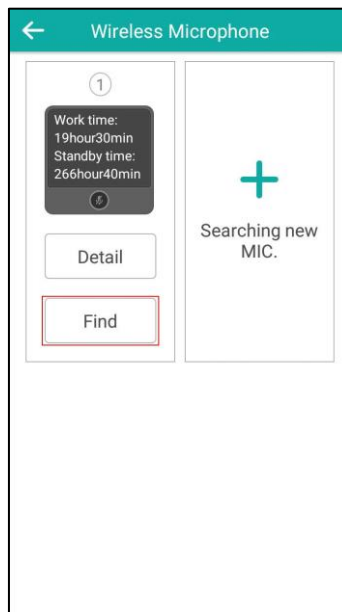 Wireless Microphone
1
Work time:
19hour30min
Standby time:
266hour40min
Detail
Find
Searching new
MIC.